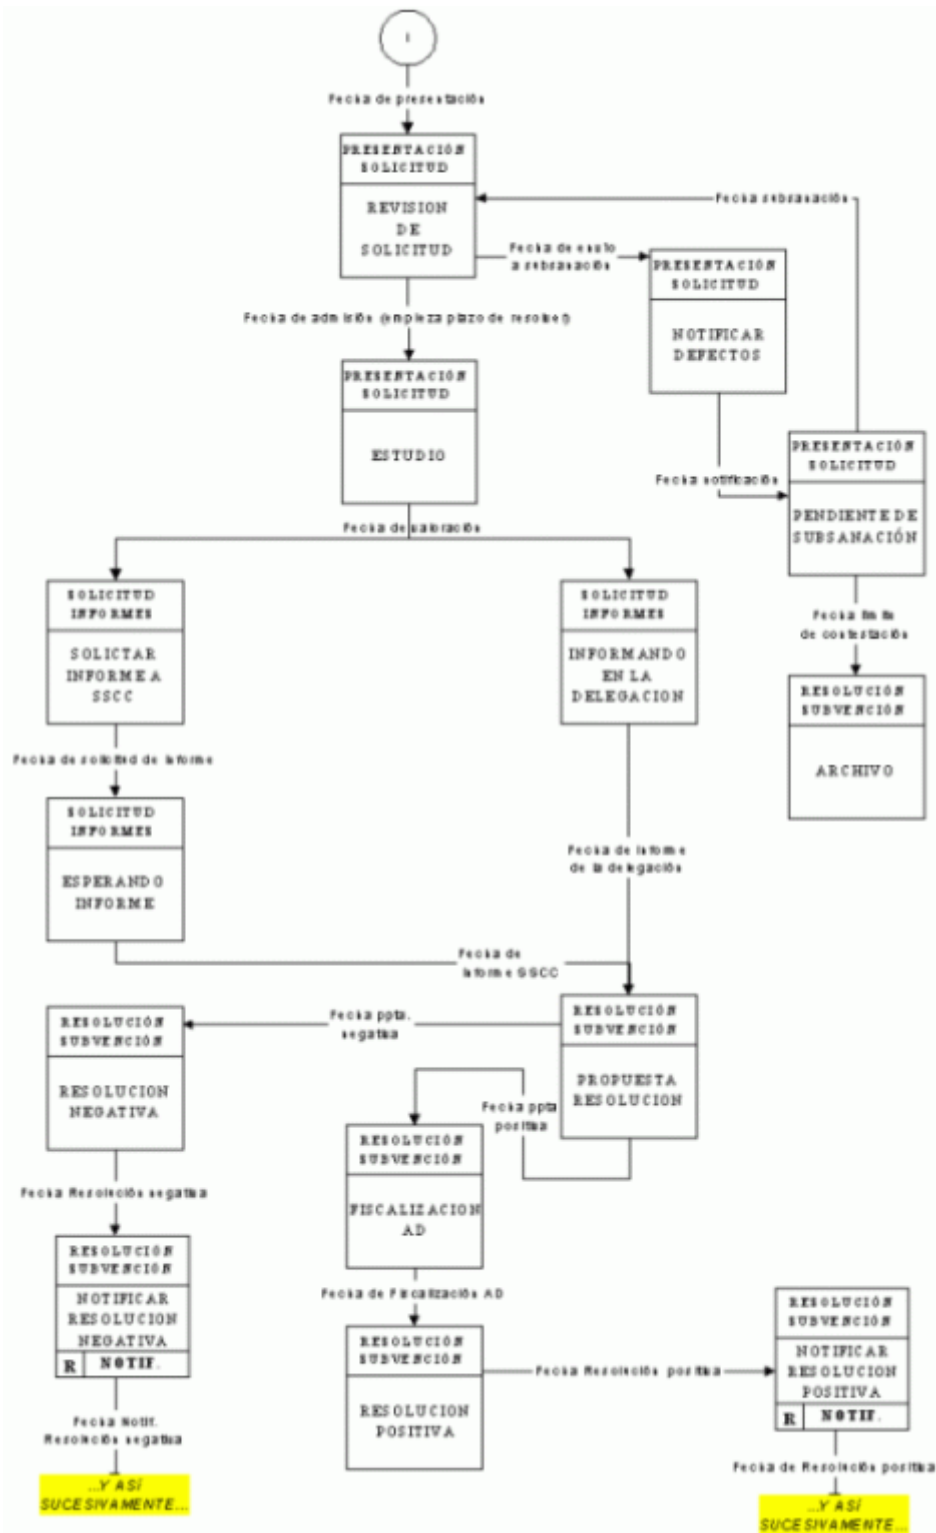 I
Fecha de presentación
PRESENTACIÓN
SOLICITUD
REVISION
DE
SOLICITUD
Fecha subsanación
Fecha de envío
a subsanación
PRESENTACIÓN
SOLICITUD
NOTIFICAR
DEFECTOS
Fecha de admisión (empieza plazo de resolver)
PRESENTACIÓN
SOLICITUD
ESTUDIO
Fecha notificación
PRESENTACIÓN
SOLICITUD
PENDIENTE DE
SUBSANACIÓN
Fecha de valoración
SOLICITUD
INFORMES
SOLICTAR
INFORME A
SSCC
SOLICITUD
INFORMES
INFORMANDO
EN LA
DELEGACION
Fecha límite
de contestación
RESOLUCIÓN
SUBVENCIÓN
ARCHIVO
Fecha de solicitud de informe
SOLICITUD
INFORMES
ESPERANDO
INFORME
Fecha de Informe
de la delegación
Fecha de
Informe SSCC
RESOLUCIÓN
SUBVENCIÓN
PROPUESTA
RESOLUCION
Fecha ppta.
negativa
RESOLUCIÓN
SUBVENCIÓN
RESOLUCION
NEGATIVA
Fecha ppta
positiva
RESOLUCIÓN
SUBVENCIÓN
FISCALIZACION
AD
Fecha Resolución negativa
RESOLUCIÓN
SUBVENCIÓN
NOTIFICAR
RESOLUCION
NEGATIVA
R NOTIF.
Fecha de Fiscalización AD
RESOLUCIÓN
SUBVENCIÓN
RESOLUCION
POSITIVA
Fecha Resolución positiva
RESOLUCIÓN
SUBVENCIÓN
NOTIFICAR
RESOLUCION
POSITIVA
R NOTIF.
Fecha Notif.
Resolución negativa
...Y ASÍ
SUCESIVAMENTE...
Fecha de Resolución positiva
...Y ASÍ
SUCESIVAMENTE...